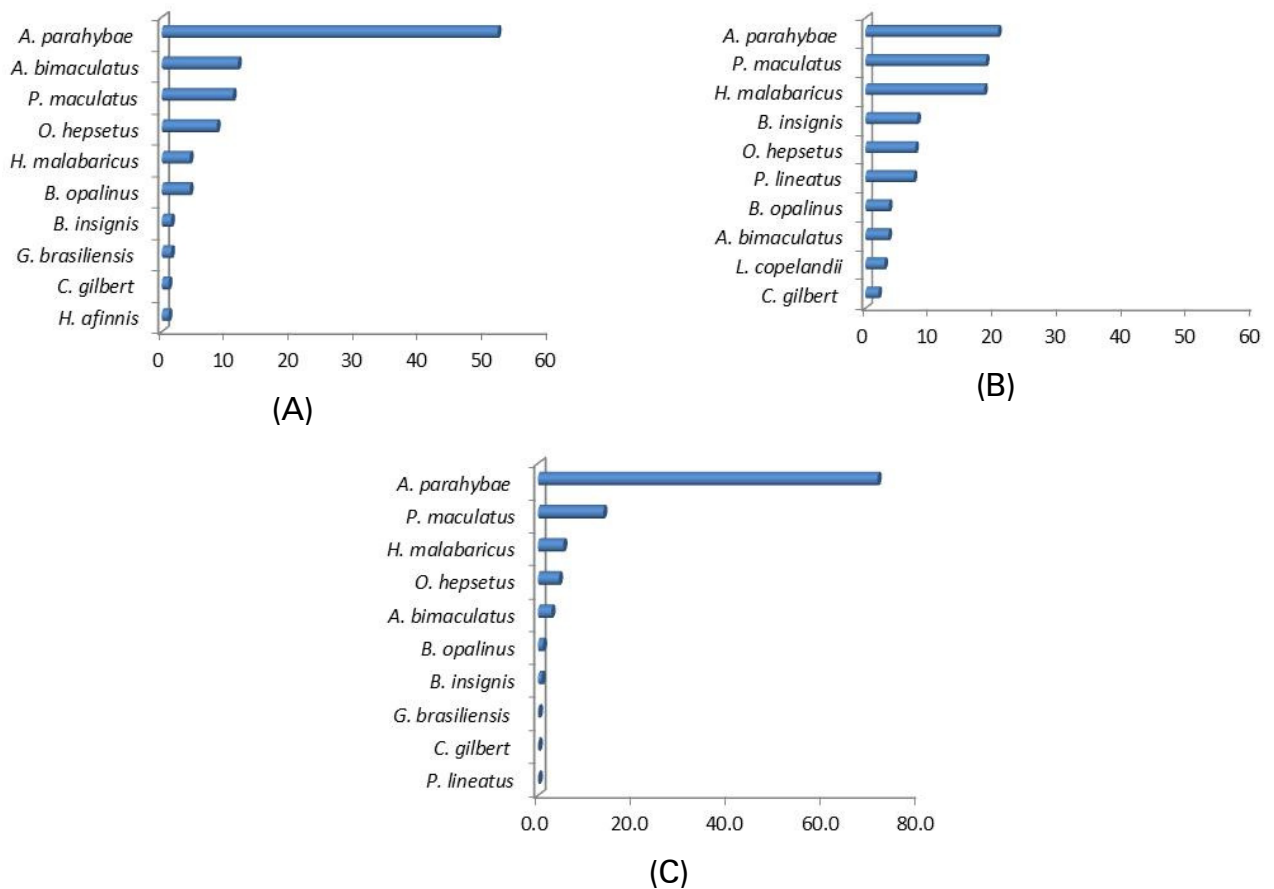 A. parahybae
A. bimaculatus
P. maculatus
O. hepsetus
H. malabaricus
B. opalinus
B. insignis
G. brasiliensis
C. gilbert
H. afinnis
0 10 20 30 40 50 60
(A)
A. parahybae
P. maculatus
H. malabaricus
B. insignis
O. hepsetus
P. lineatus
B. opalinus
A. bimaculatus
L. copelandii
C. gilbert
0 10 20 30 40 50 60
(B)
A. parahybae
P. maculatus
H. malabaricus
O. hepsetus
A. bimaculatus
B. opalinus
B. insignis
G. brasiliensis
C. gilbert
P. lineatus
0.0 20.0 40.0 60.0 80.0
(C)